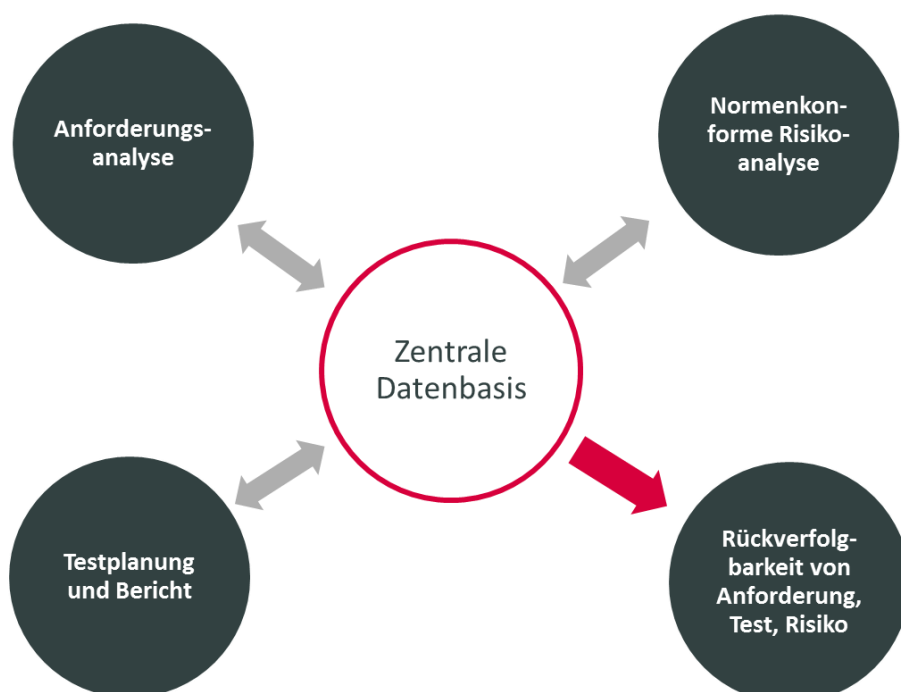 Anforderungs-
analyse
Normenkon-
forme Risiko-
analyse
Zentrale
Datenbasis
Testplanung
und Bericht
Rückverfolg-
barkeit von
Anforderung,
Test, Risiko